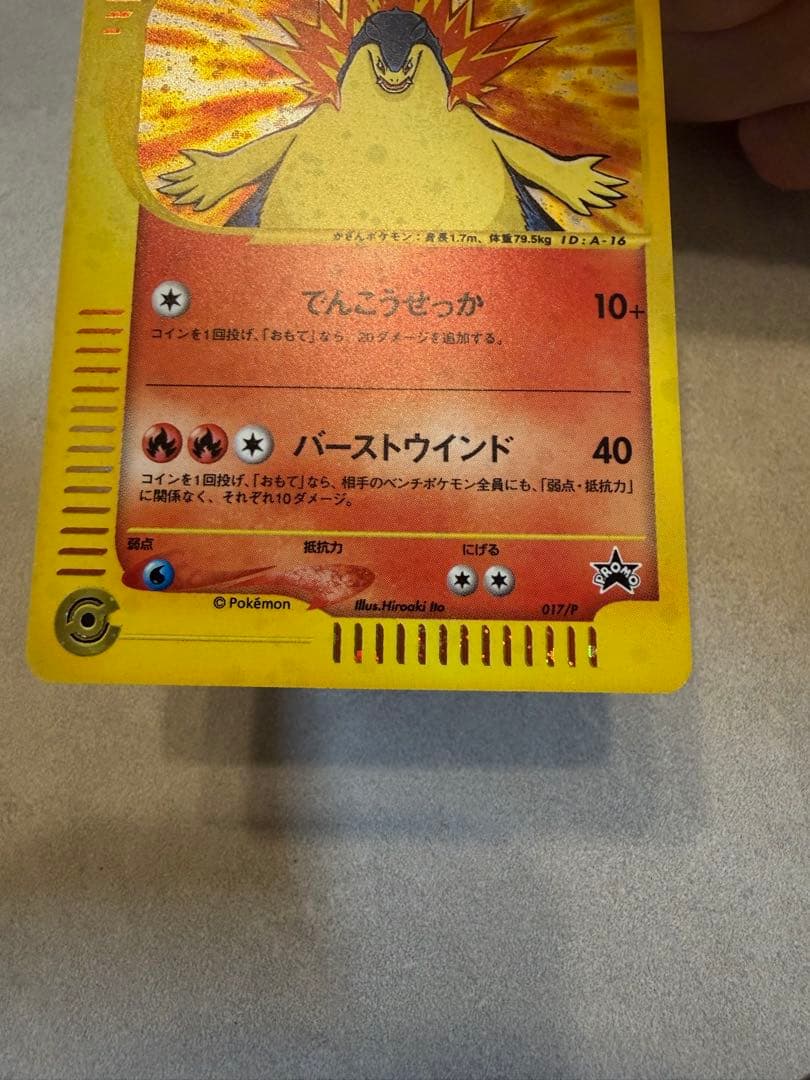 かざんポケモン：身長1.7m、体重79.5kg ID:A-16
でんこうせっか 10+
コインを1回投げ、「おもて」なら、20ダメージを追加する。
バーストウインド 40
コインを1回投げ、「おもて」なら、相手のベンチポケモン全員にも、「弱点・抵抗力」
に関係なく、それぞれ10ダメージ。
弱点 抵抗力 にげる
PROMO
©Pokémon Illus.Hiroaki Ito 017/P